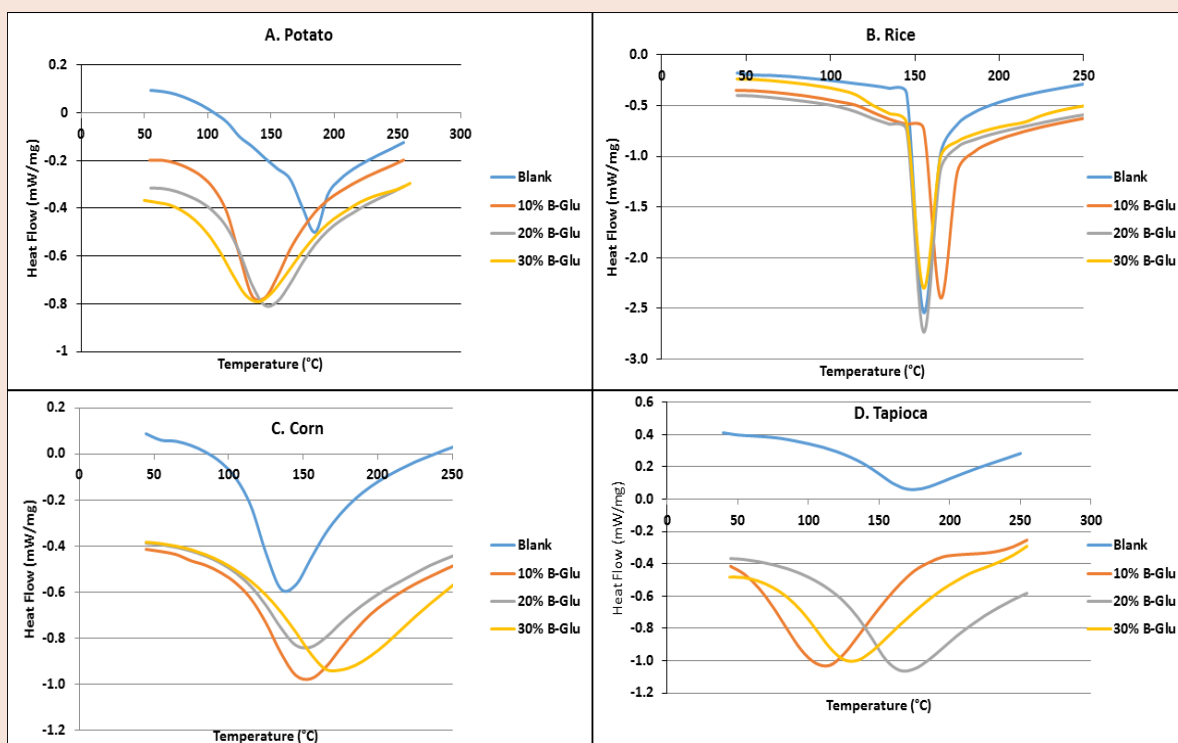 A. Potato
0.2
0
-0.2
-0.4
-0.6
-0.8
-1
0 50 100 150 200 250 300
Heat Flow (mW/mg)
Temperature (°C)
Blank
10% B-Glu
20% B-Glu
30% B-Glu
B. Rice
0.0
-0.5
-1.0
-1.5
-2.0
-2.5
-3.0
0 50 100 150 200 250
Heat Flow (mW/mg)
Temperature (°C)
Blank
10% B-Glu
20% B-Glu
30% B-Glu
C. Corn
0.2
0.0
-0.2
-0.4
-0.6
-0.8
-1.0
-1.2
0 50 100 150 200 250
Heat Flow (mW/mg)
Temperature (°C)
Blank
10% B-Glu
20% B-Glu
30% B-Glu
D. Tapioca
0.6
0.4
0.2
0.0
-0.2
-0.4
-0.6
-0.8
-1.0
-1.2
0 50 100 150 200 250 300
Heat Flow (mW/mg)
Temperature (°C)
Blank
10% B-Glu
20% B-Glu
30% B-Glu